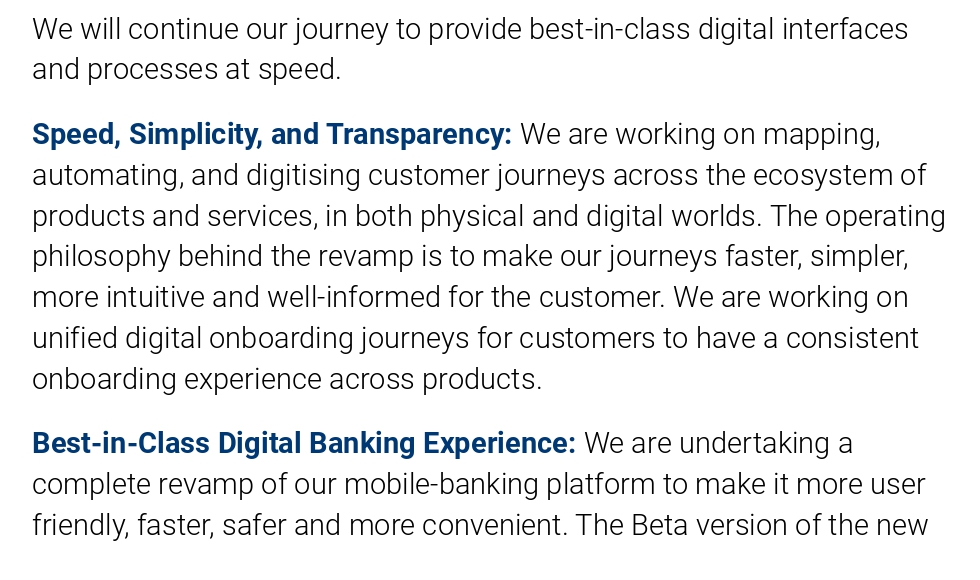 We will continue our journey to provide best-in-class digital interfaces
and processes at speed.
Speed, Simplicity, and Transparency: We are working on mapping,
automating, and digitising customer journeys across the ecosystem of
products and services, in both physical and digital worlds. The operating
philosophy behind the revamp is to make our journeys faster, simpler,
more intuitive and well-informed for the customer. We are working on
unified digital onboarding journeys for customers to have a consistent
onboarding experience across products.
Best-in-Class Digital Banking Experience: We are undertaking a
complete revamp of our mobile-banking platform to make it more user
friendly, faster, safer and more convenient. The Beta version of the new